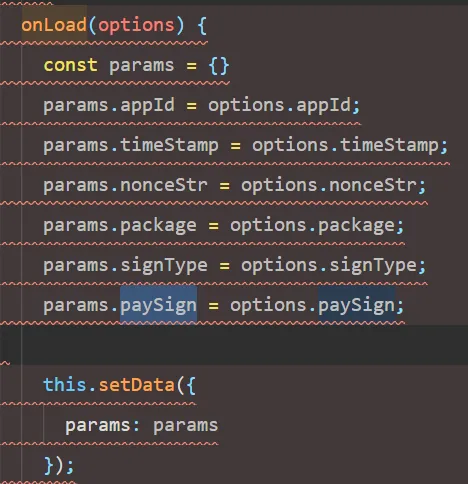 onLoad(options) {
const params = {}
params.appId = options.appId;
params.timeStamp = options.timeStamp;
params.nonceStr = options.nonceStr;
params.package = options.package;
params.signType = options.signType;
params.paySign = options.paySign;
this.setData({
params: params
});